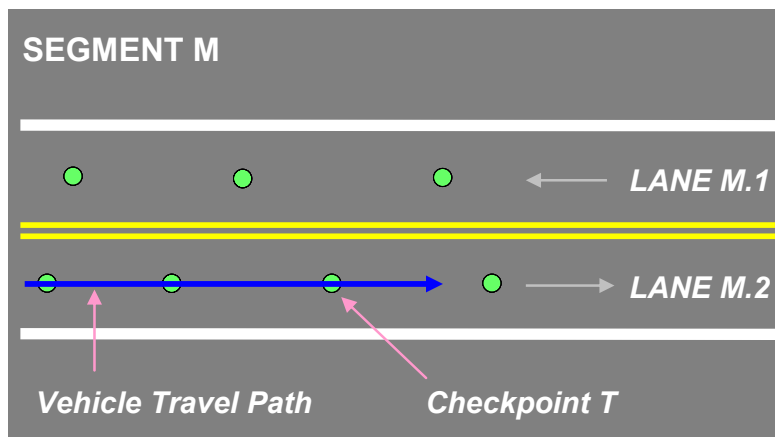 SEGMENT M
LANE M.1
LANE M.2
Vehicle Travel Path
Checkpoint T